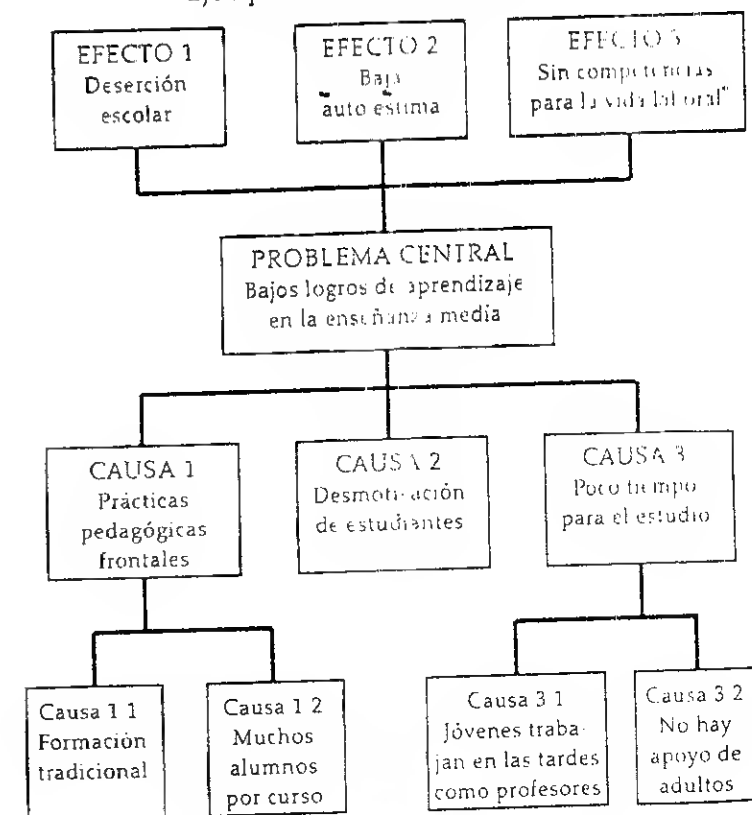 EFECTO 1
Deserción
escolar
EFECTO 2
Baja
auto estima
EFECTO 3
Sin competencias
para la vida laboral"
PROBLEMA CENTRAL
Bajos logros de aprendizaje
en la enseñanza media
CAUSA 1
Prácticas
pedagógicas
frontales
CAUSA 2
Desmotivación
de estudiantes
CAUSA 3
Poco tiempo
para el estudio
Causa 1 1
Formación
tradicional
Causa 1 2
Muchos
alumnos
por curso
Causa 3 1
Jóvenes traba-
jan en las tardes
como profesores
Causa 3 2
No hay
apoyo de
adultos